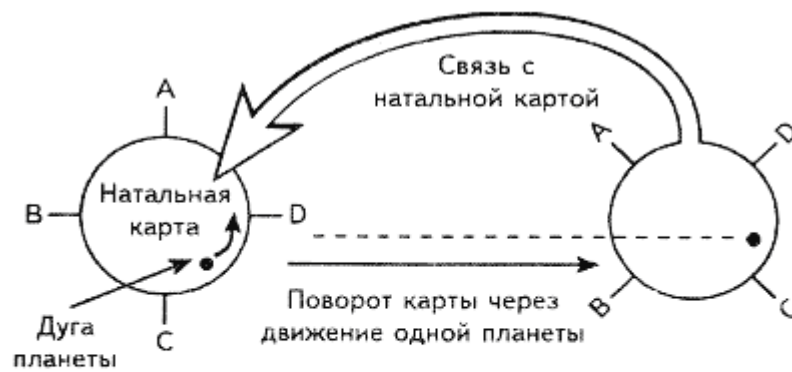 Связь с
натальной картой
A
B
Натальная
карта
D
C
Дуга
планеты
Поворот карты через
движение одной планеты
A
D
B
C